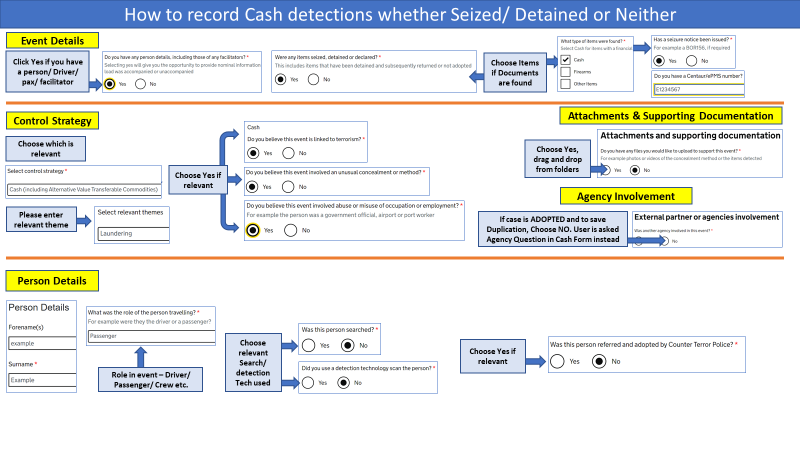 How to record Cash detections whether Seized/ Detained or Neither
Event Details
Click Yes if you have
a person/ Driver/
pax/ facilitator
Do you have any person details, including those of any facilitators? *
Selecting yes will give you the opportunity to provide nominal information
load was accompanied or unaccompanied
Yes
No
Were any items seized, detained or declared? *
This includes items that have been detained and subsequently returned or not adopted
Yes
No
Choose Items
if Documents
are found
What type of items were found? *
Select Cash for items with a financial
Cash
Firearms
Other items
Has a seizure notice been issued? *
For example a BOR156, if required
Yes
No
Do you have a Centaur/ePMS number?
E1234567
Control Strategy
Choose which is
relevant
Select control strategy *
Cash (including Alternative Value Transferable Commodities)
Please enter
relevant theme
Select relevant themes
Laundering
Choose Yes if
relevant
Cash
Do you believe this event is linked to terrorism? *
Yes
No
Do you believe this event involved an unusual concealment or method? *
Yes
No
Do you believe this event involved abuse or misuse of occupation or employment? *
For example the person was a government official, airport or port worker
Yes
No
Attachments & Supporting Documentation
Choose Yes,
drag and drop
from folders
Attachments and supporting documentation
Do you have any files you would like to upload to support this event? *
For example photos or videos of the concealment method or the items detected
Yes
No
Agency Involvement
If case is ADOPTED and to save
Duplication, Choose NO. User is asked
Agency Question in Cash Form instead
External partner or agencies involvement
Was another agency involved in this event? *
No
Person Details
Person Details
Forename(s)
example
Surname *
Example
What was the role of the person travelling? *
For example were they the driver or a passenger?
Passenger
Role in event – Driver/
Passenger/ Crew etc.
Choose
relevant
Search/
detection
Tech used
Was this person searched? *
Yes
No
Did you use a detection technology scan the person? *
Yes
No
Choose Yes if
relevant
Was this person referred and adopted by Counter Terror Police? *
Yes
No